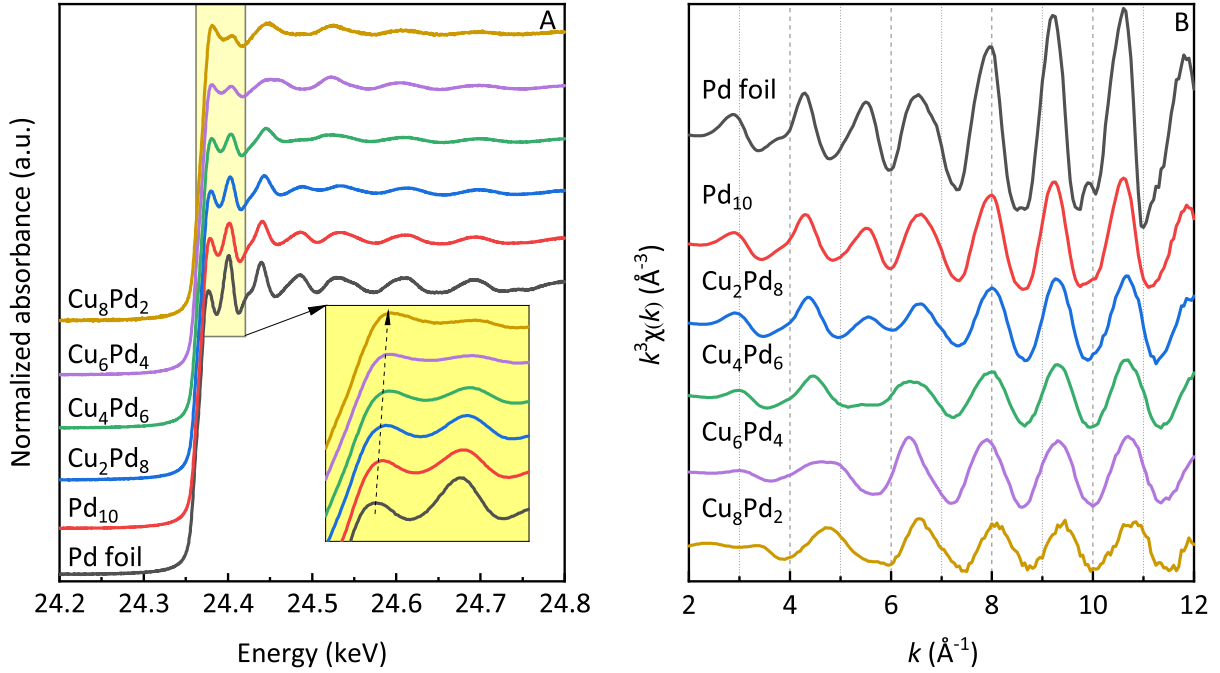 A
Normalized absorbance (a.u.)
Cu₈Pd₂
Cu₆Pd₄
Cu₄Pd₆
Cu₂Pd₈
Pd₁₀
Pd foil
24.2 24.3 24.4 24.5 24.6 24.7 24.8
Energy (keV)
B
k³χ(k) (Å⁻³)
Pd foil
Pd₁₀
Cu₂Pd₈
Cu₄Pd₆
Cu₆Pd₄
Cu₈Pd₂
2 4 6 8 10 12
k (Å⁻¹)